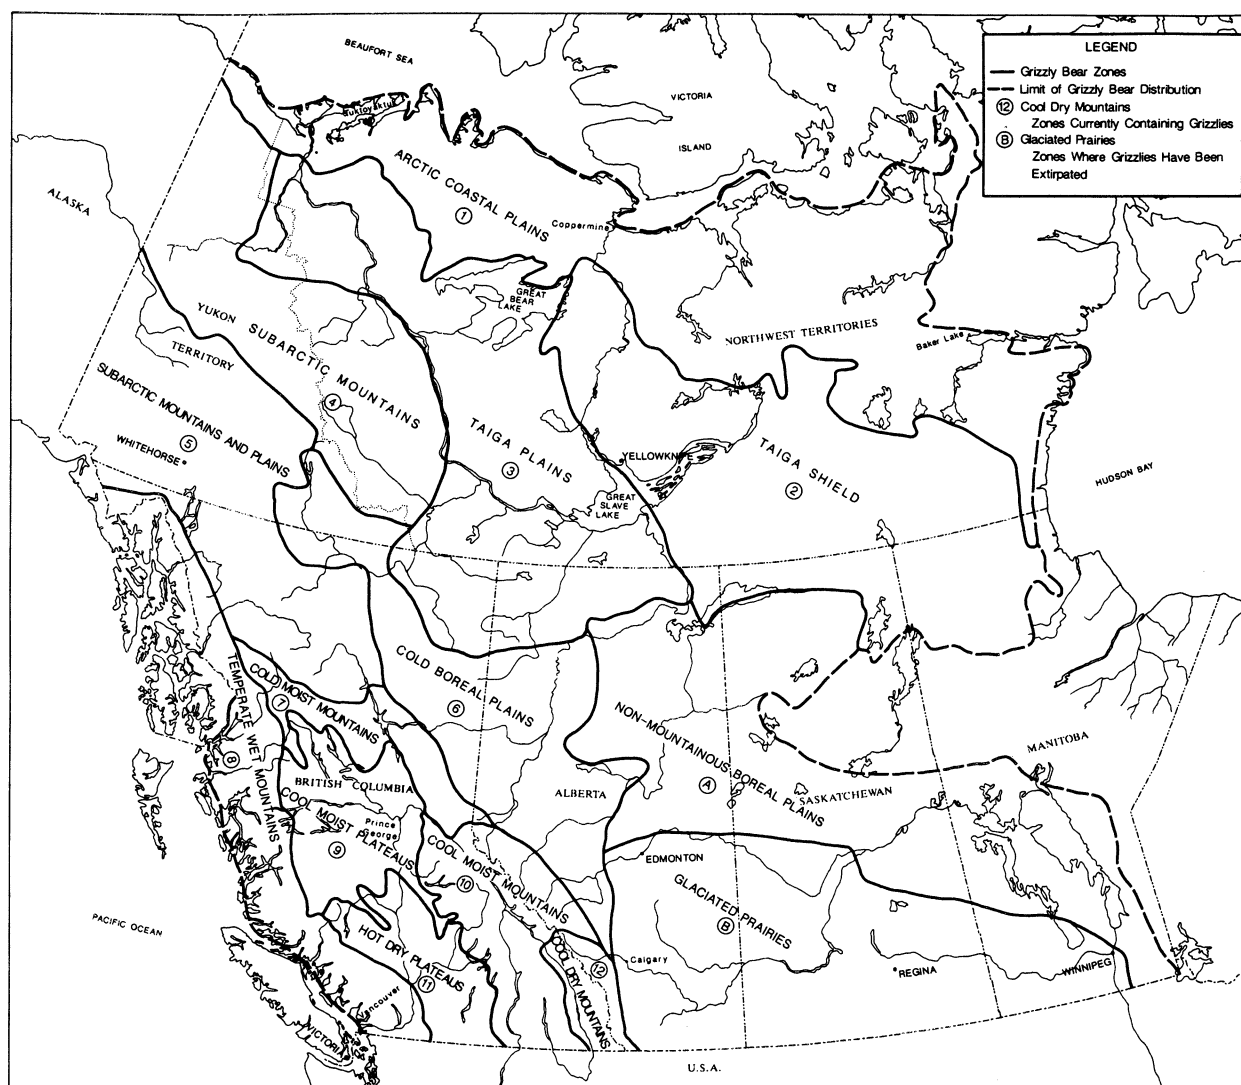 LEGEND
Grizzly Bear Zones
Limit of Grizzly Bear Distribution
12 Cool Dry Mountains
Zones Currently Containing Grizzlies
B Glaciated Prairies
Zones Where Grizzlies Have Been
Extirpated
BEAUFORT SEA
Tuktoyaktuk
VICTORIA
ISLAND
ALASKA
ARCTIC COASTAL PLAINS
1
Coppermine
GREAT
BEAR
LAKE
NORTHWEST TERRITORIES
Baker Lake
YUKON
TERRITORY
SUBARCTIC MOUNTAINS
4
SUBARCTIC MOUNTAINS AND PLAINS
5
WHITEHORSE
TAIGA PLAINS
3
YELLOWKNIFE
GREAT
SLAVE
LAKE
TAIGA SHIELD
2
HUDSON BAY
TEMPERATE WET MOUNTAINS
8
COLD MOIST MOUNTAINS
7
COLD BOREAL PLAINS
6
NON-MOUNTAINOUS BOREAL PLAINS
A
MANITOBA
SASKATCHEWAN
ALBERTA
BRITISH COLUMBIA
COOL MOIST PLATEAUS
9
Prince
George
COOL MOIST MOUNTAINS
10
EDMONTON
GLACIATED PRAIRIES
B
PACIFIC OCEAN
HOT DRY PLATEAUS
11
COOL DRY MOUNTAINS
12
Calgary
REGINA
WINNIPEG
Vancouver
VICTORIA
U.S.A.